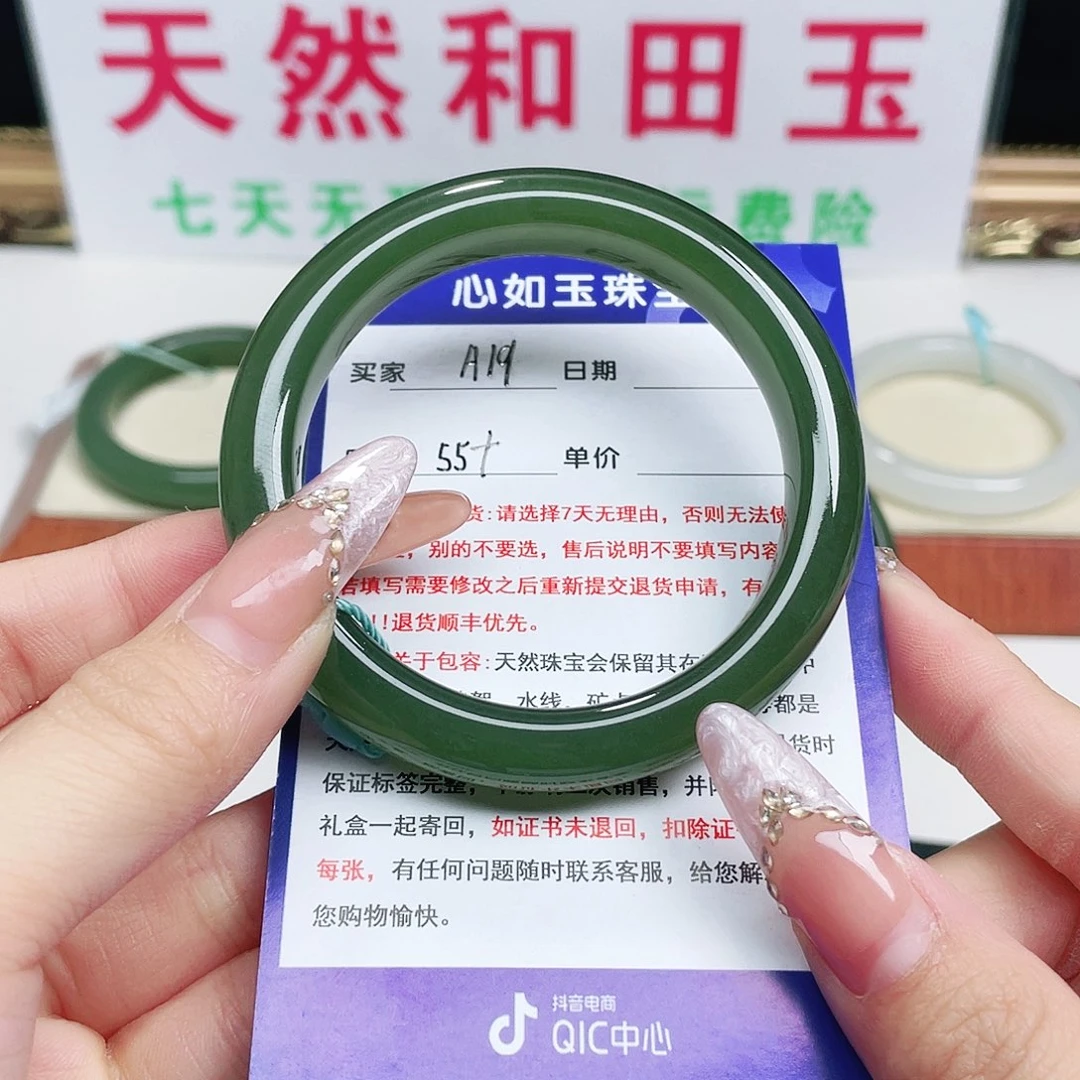 天然和田玉
七天无 运费险
心如玉珠宝
买家 A19 日期
55+ 单价
货:请选择7天无理由，否则无法使
，别的不要选，售后说明不要填写内容
若填写需要修改之后重新提交退货申请，有
!!退货顺丰优先。
关于包容:天然珠宝会保留其在
水线、矿
都是
货时
保证标签完整， 销售，并
礼盒一起寄回，如证书未退回，扣除证
每张，有任何问题随时联系客服，给您解
您购物愉快。
抖音电商
QIC中心